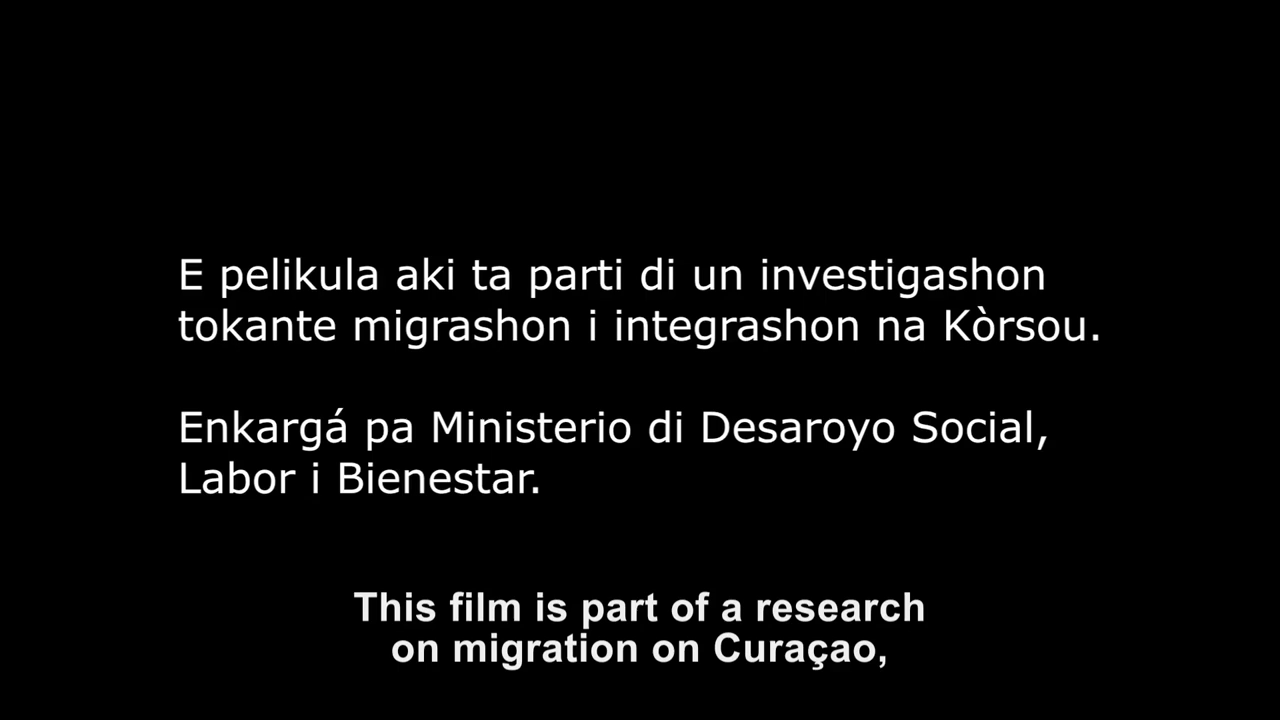 E pelikula aki ta parti di un investigashon
tokante migrashon i integrashon na Kòrsou.
Enkargá pa Ministerio di Desaroyo Social,
Labor i Bienestar.
This film is part of a research
on migration on Curaçao,